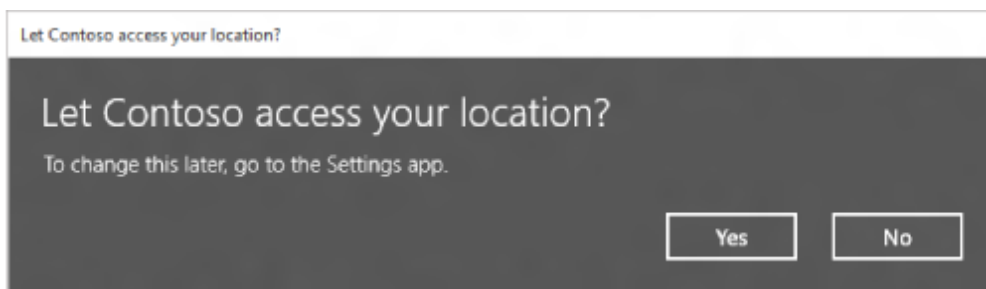 Let Contoso access your location?
Let Contoso access your location?
To change this later, go to the Settings app.
Yes No